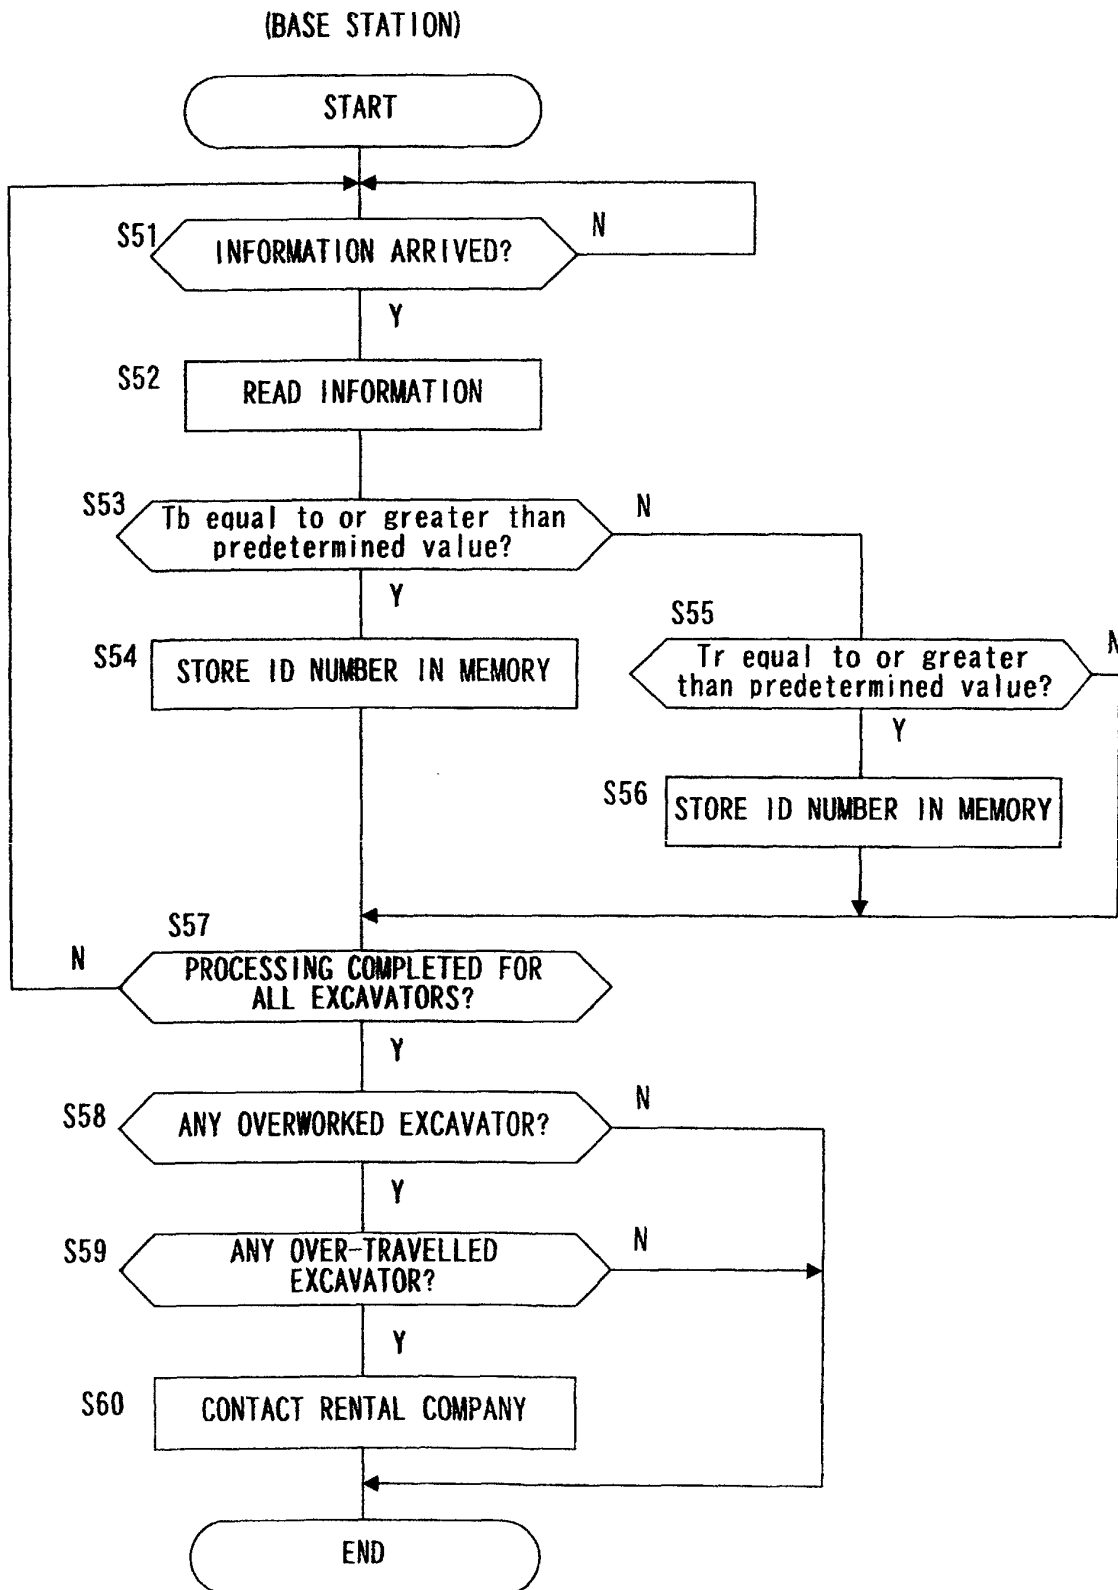 (BASE STATION)
START
S51
INFORMATION ARRIVED?
N
Y
S52
READ INFORMATION
S53
Tb equal to or greater than
predetermined value?
N
Y
S54
STORE ID NUMBER IN MEMORY
S55
Tr equal to or greater
than predetermined value?
N
Y
S56
STORE ID NUMBER IN MEMORY
S57
N
PROCESSING COMPLETED FOR
ALL EXCAVATORS?
Y
S58
ANY OVERWORKED EXCAVATOR?
N
Y
S59
ANY OVER-TRAVELLED
EXCAVATOR?
N
Y
S60
CONTACT RENTAL COMPANY
END